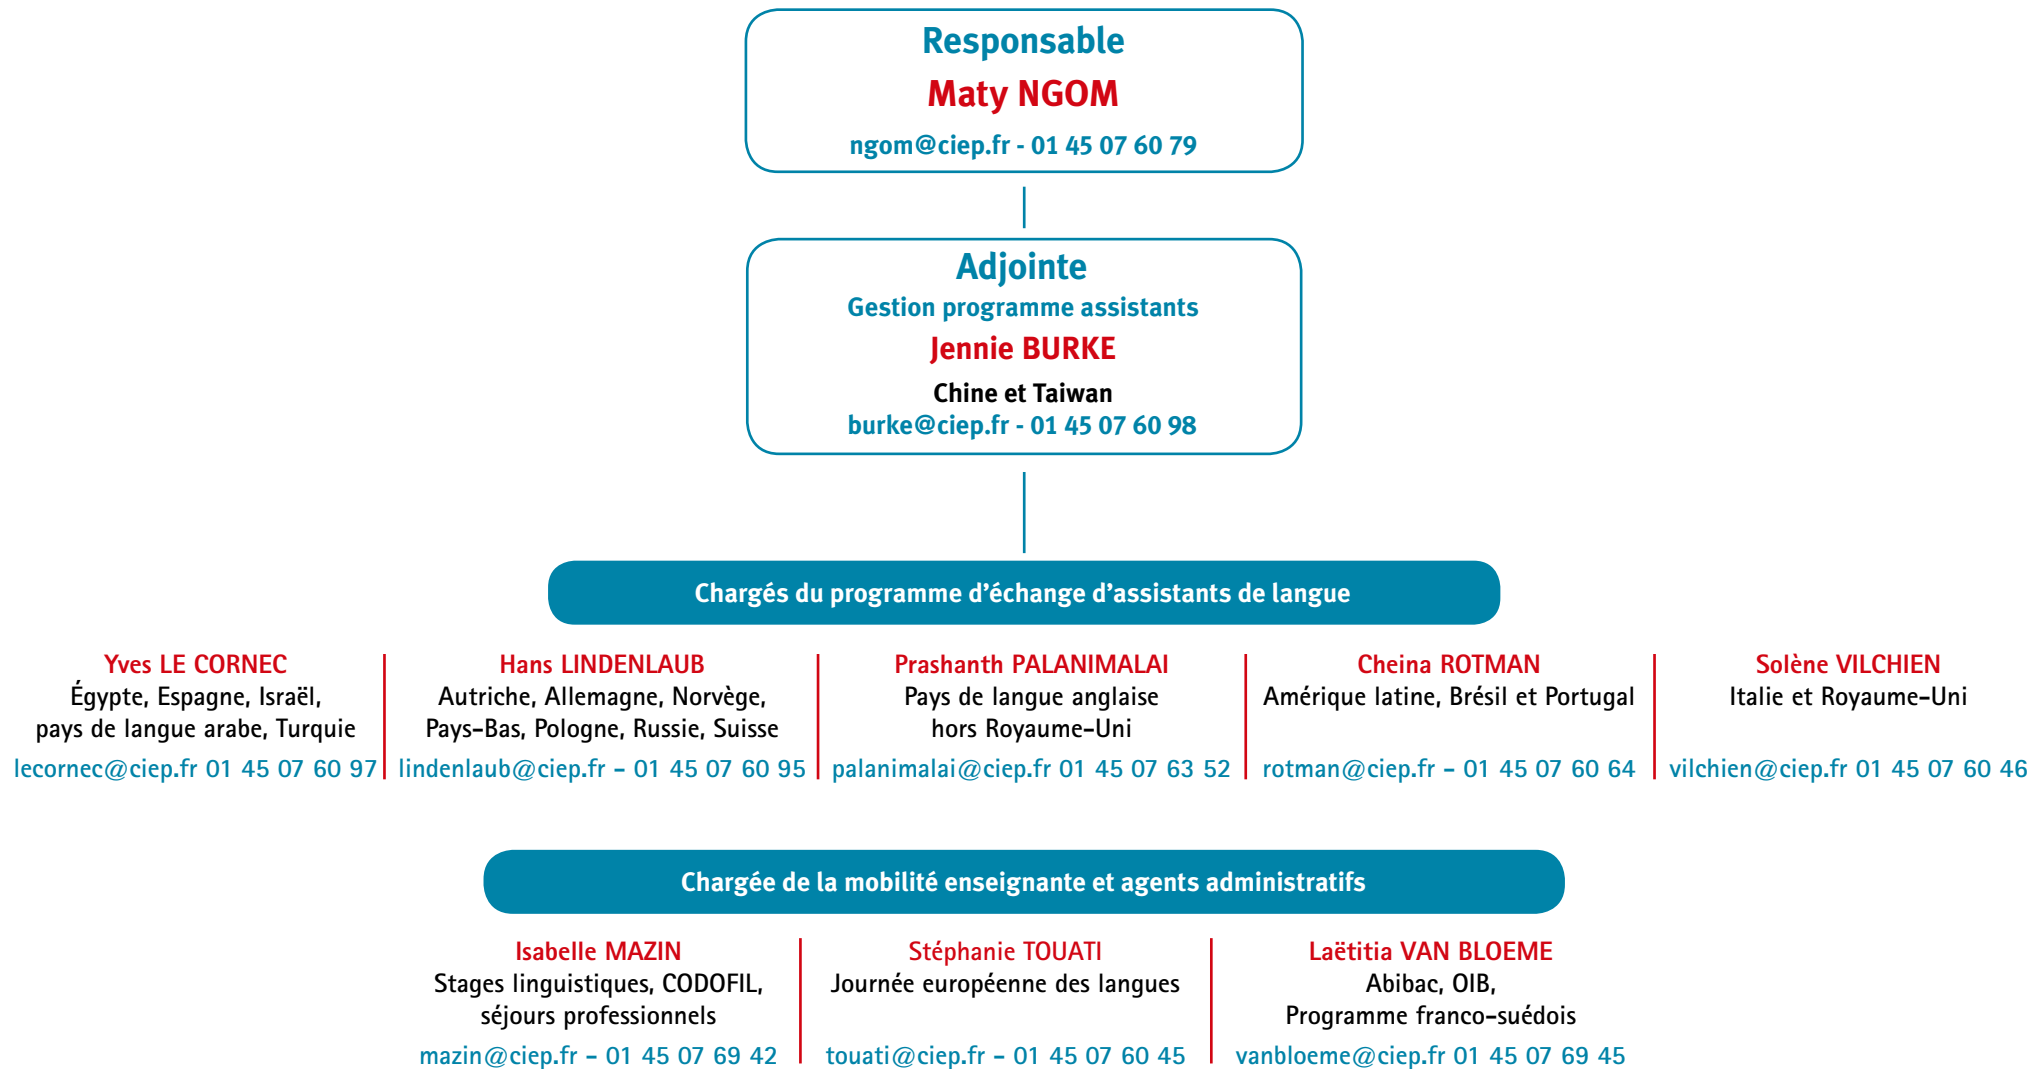 Responsable
Maty NGOM
ngom@ciep.fr - 01 45 07 60 79
Adjointe
Gestion programme assistants
Jennie BURKE
Chine et Taiwan
burke@ciep.fr - 01 45 07 60 98
Chargés du programme d’échange d’assistants de langue
Yves LE CORNEC
Égypte, Espagne, Israël,
pays de langue arabe, Turquie
lecornec@ciep.fr 01 45 07 60 97
Hans LINDENLAUB
Autriche, Allemagne, Norvège,
Pays-Bas, Pologne, Russie, Suisse
lindenlaub@ciep.fr - 01 45 07 60 95
Prashanth PALANIMALAI
Pays de langue anglaise
hors Royaume-Uni
palanimalai@ciep.fr 01 45 07 63 52
Cheina ROTMAN
Amérique latine, Brésil et Portugal
rotman@ciep.fr - 01 45 07 60 64
Solène VILCHIEN
Italie et Royaume-Uni
vilchien@ciep.fr 01 45 07 60 46
Chargée de la mobilité enseignante et agents administratifs
Isabelle MAZIN
Stages linguistiques, CODOFIL,
séjours professionnels
mazin@ciep.fr - 01 45 07 69 42
Stéphanie TOUATI
Journée européenne des langues
touati@ciep.fr - 01 45 07 60 45
Laëtitia VAN BLOEME
Abibac, OIB,
Programme franco-suédois
vanbloeme@ciep.fr 01 45 07 69 45